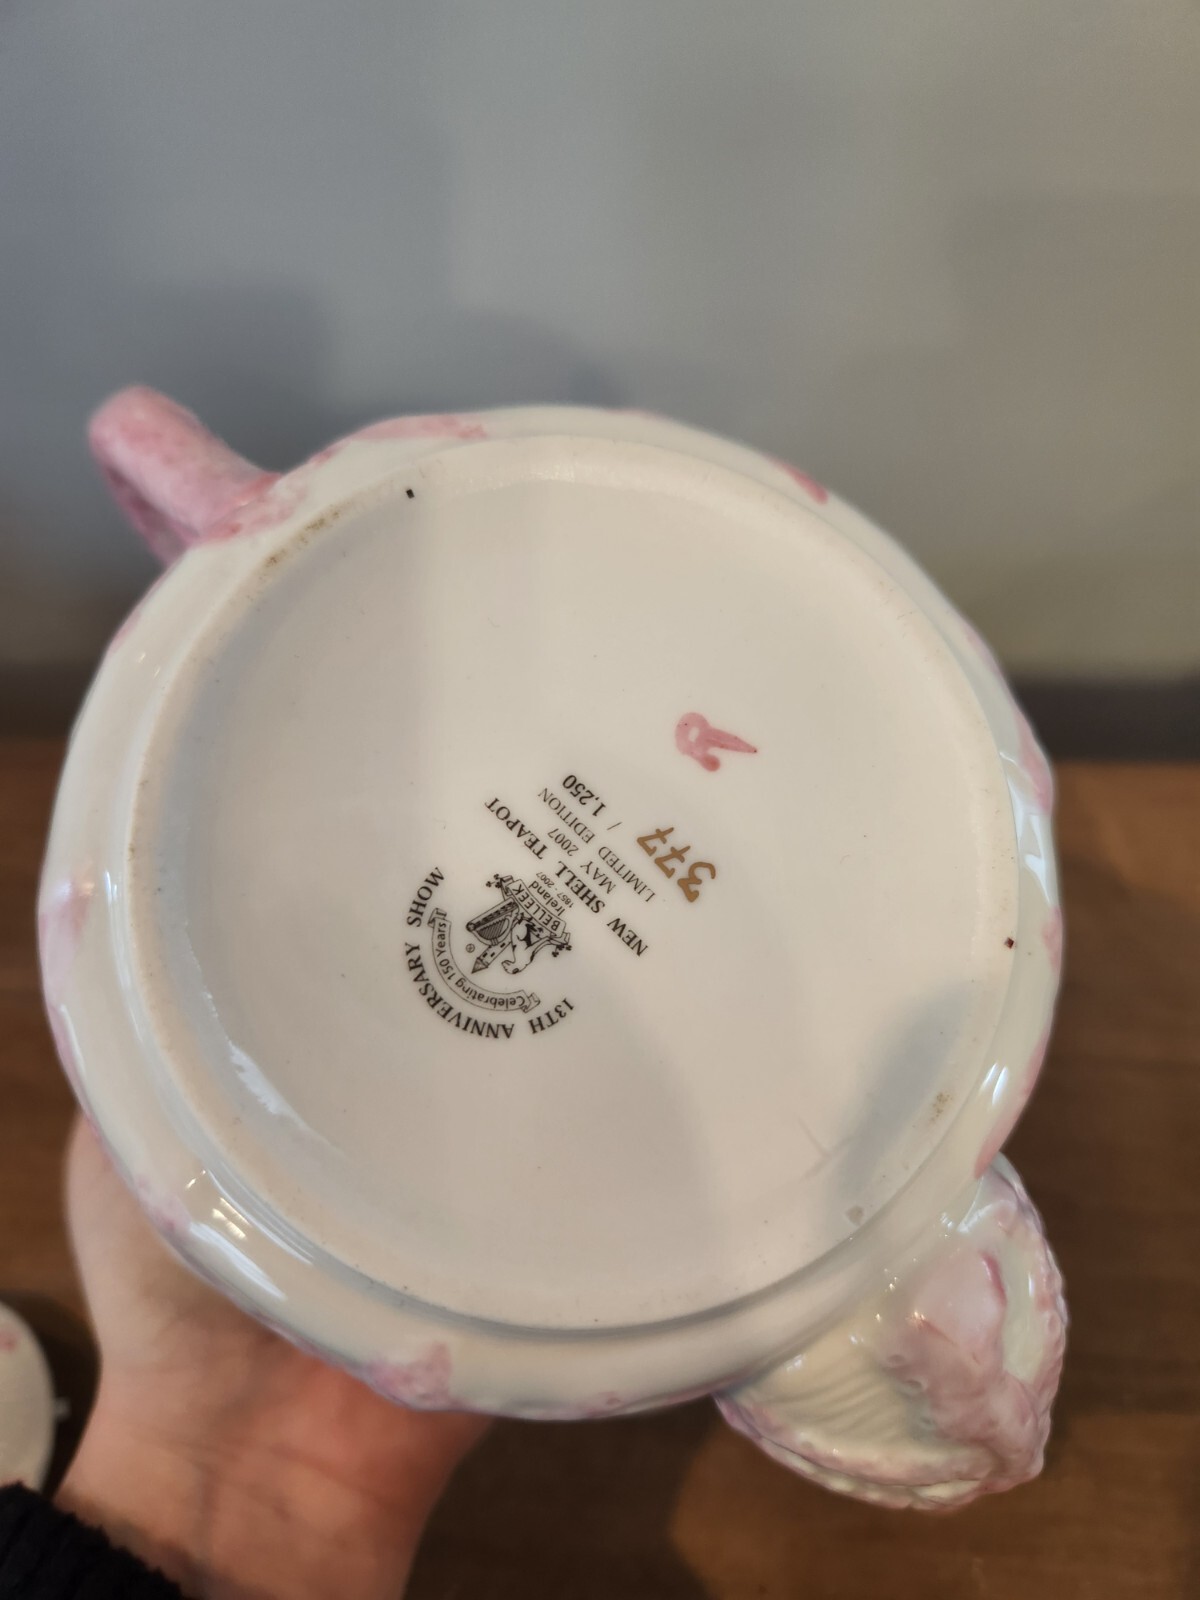 13TH ANNIVERSARY SHOW
Celebrating 150 Years
BELLEEK
Ireland
1857 - 2007
NEW SHELL TEAPOT
MAY 2007
LIMITED EDITION
377 / 1,250